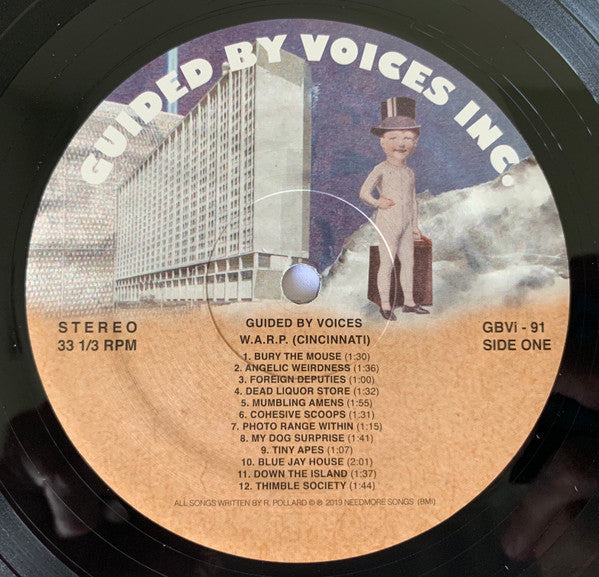 GUIDED BY VOICES INC.
STEREO
33 1/3 RPM
GBVi - 91
SIDE ONE
GUIDED BY VOICES
W.A.R.P. (CINCINNATI)
1. BURY THE MOUSE (1:30)
2. ANGELIC WEIRDNESS (1:36)
3. FOREIGN DEPUTIES (1:00)
4. DEAD LIQUOR STORE (1:32)
5. MUMBLING AMENS (1:55)
6. COHESIVE SCOOPS (1:31)
7. PHOTO RANGE WITHIN (1:15)
8. MY DOG SURPRISE (1:41)
9. TINY APES (1:07)
10. BLUE JAY HOUSE (2:01)
11. DOWN THE ISLAND (1:37)
12. THIMBLE SOCIETY (1:44)
ALL SONGS WRITTEN BY R. POLLARD © ℗ 2019 NEEDMORE SONGS (BMI)